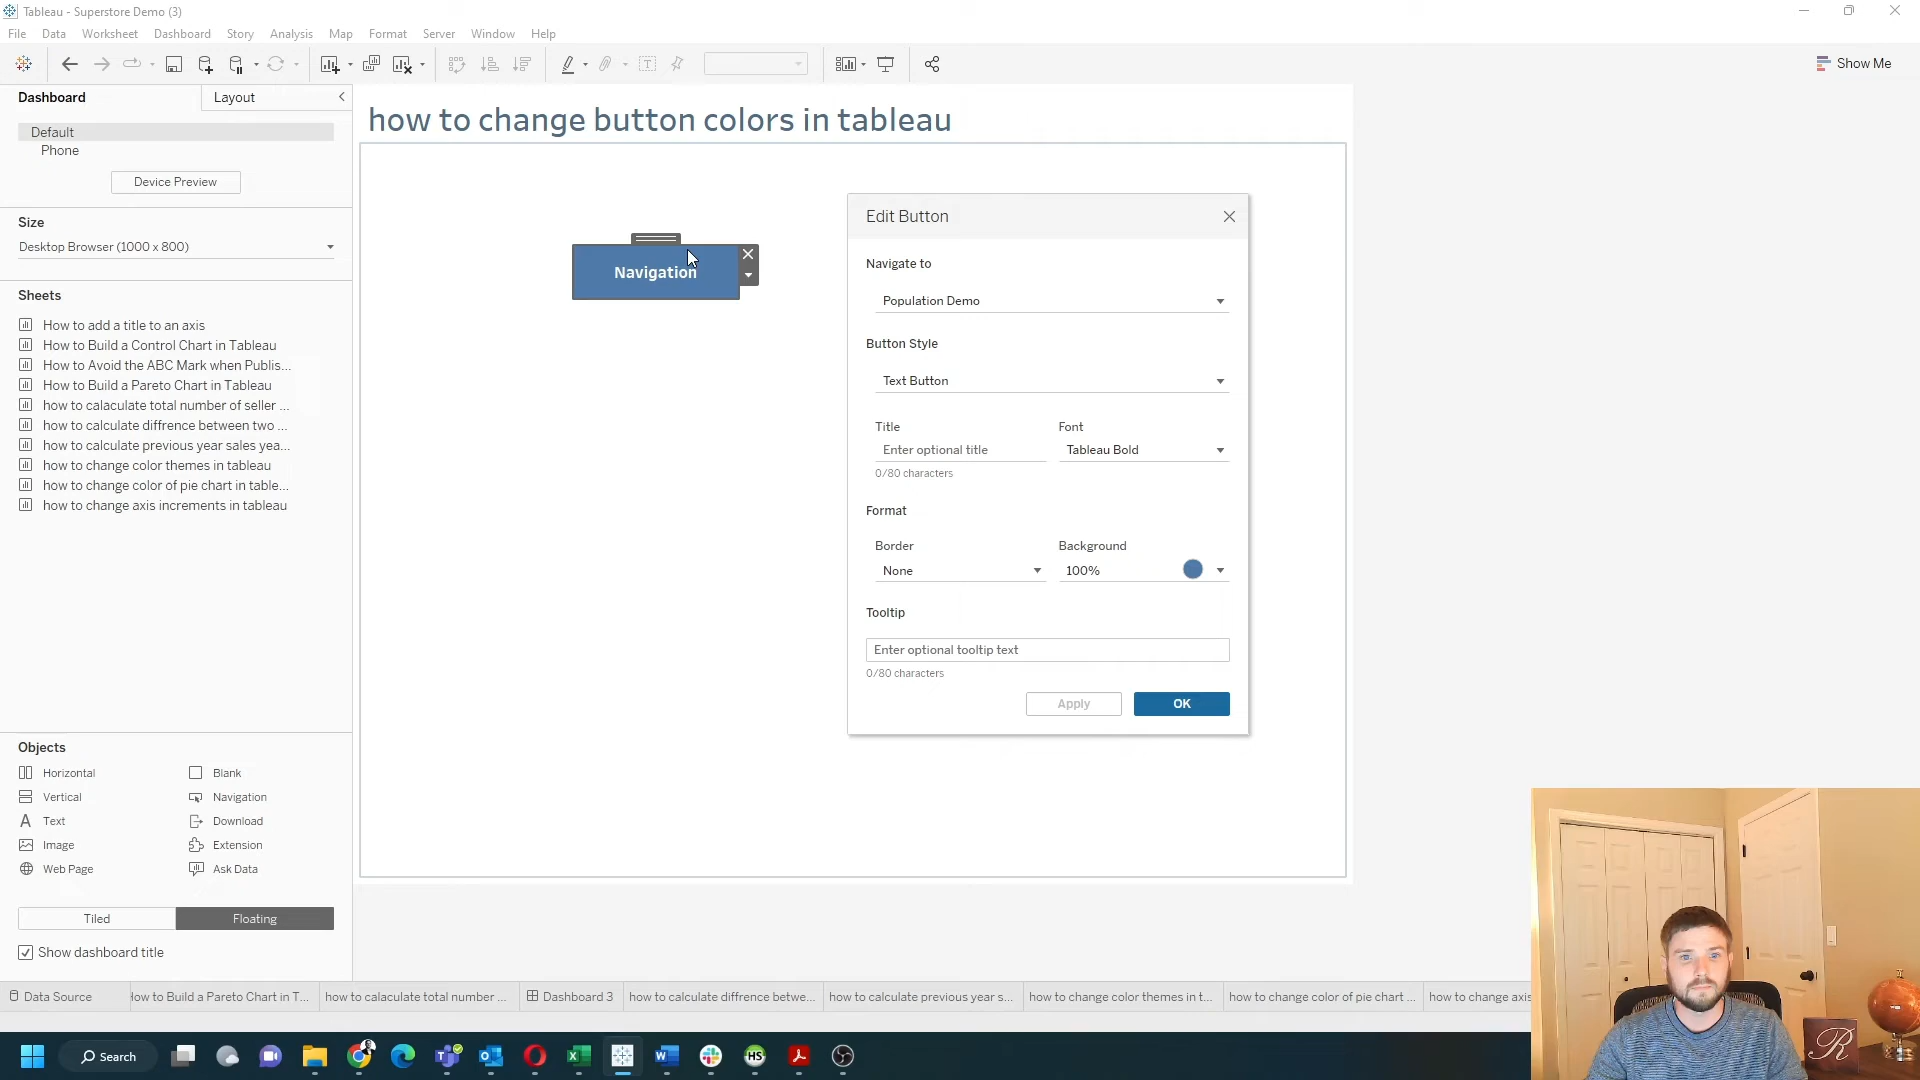 Tableau - Superstore Demo (3)
File Data Worksheet Dashboard Story Analysis Map Format Server Window Help
Show Me
Dashboard Layout
how to change button colors in tableau
Default
Phone
Device Preview
Size
Desktop Browser (1000 x 800)
Sheets
How to add a title to an axis
How to Build a Control Chart in Tableau
How to Avoid the ABC Mark when Publis...
How to Build a Pareto Chart in Tableau
how to calaculate total number of seller ...
how to calculate diffrence between two ...
how to calculate previous year sales yea...
how to change color themes in tableau
how to change color of pie chart in table...
how to change axis increments in tableau
Navigation
Edit Button
Navigate to
Population Demo
Button Style
Text Button
Title Font
Enter optional title Tableau Bold
0/80 characters
Format
Border Background
None 100%
Tooltip
Enter optional tooltip text
0/80 characters
Apply OK
Objects
Horizontal Blank
Vertical Navigation
Text Download
Image Extension
Web Page Ask Data
Tiled Floating
Show dashboard title
Data Source How to Build a Pareto Chart in T... how to calaculate total number ... Dashboard 3 how to calculate diffrence betwe... how to calculate previous year s... how to change color themes in t... how to change color of pie chart ... how to change axis
Search
HS
R